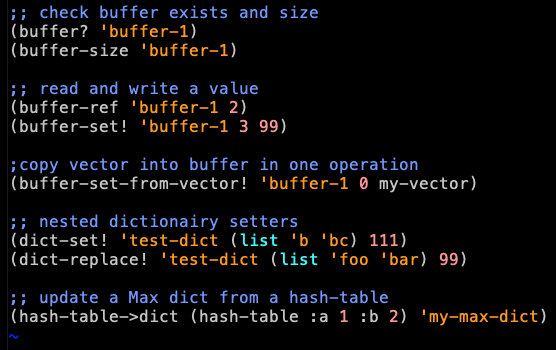 ;; check buffer exists and size
(buffer? 'buffer-1)
(buffer-size 'buffer-1)
;; read and write a value
(buffer-ref 'buffer-1 2)
(buffer-set! 'buffer-1 3 99)
;copy vector into buffer in one operation
(buffer-set-from-vector! 'buffer-1 0 my-vector)
;; nested dictionairy setters
(dict-set! 'test-dict (list 'b 'bc) 111)
(dict-replace! 'test-dict (list 'foo 'bar) 99)
;; update a Max dict from a hash-table
(hash-table->dict (hash-table :a 1 :b 2) 'my-max-dict)
~